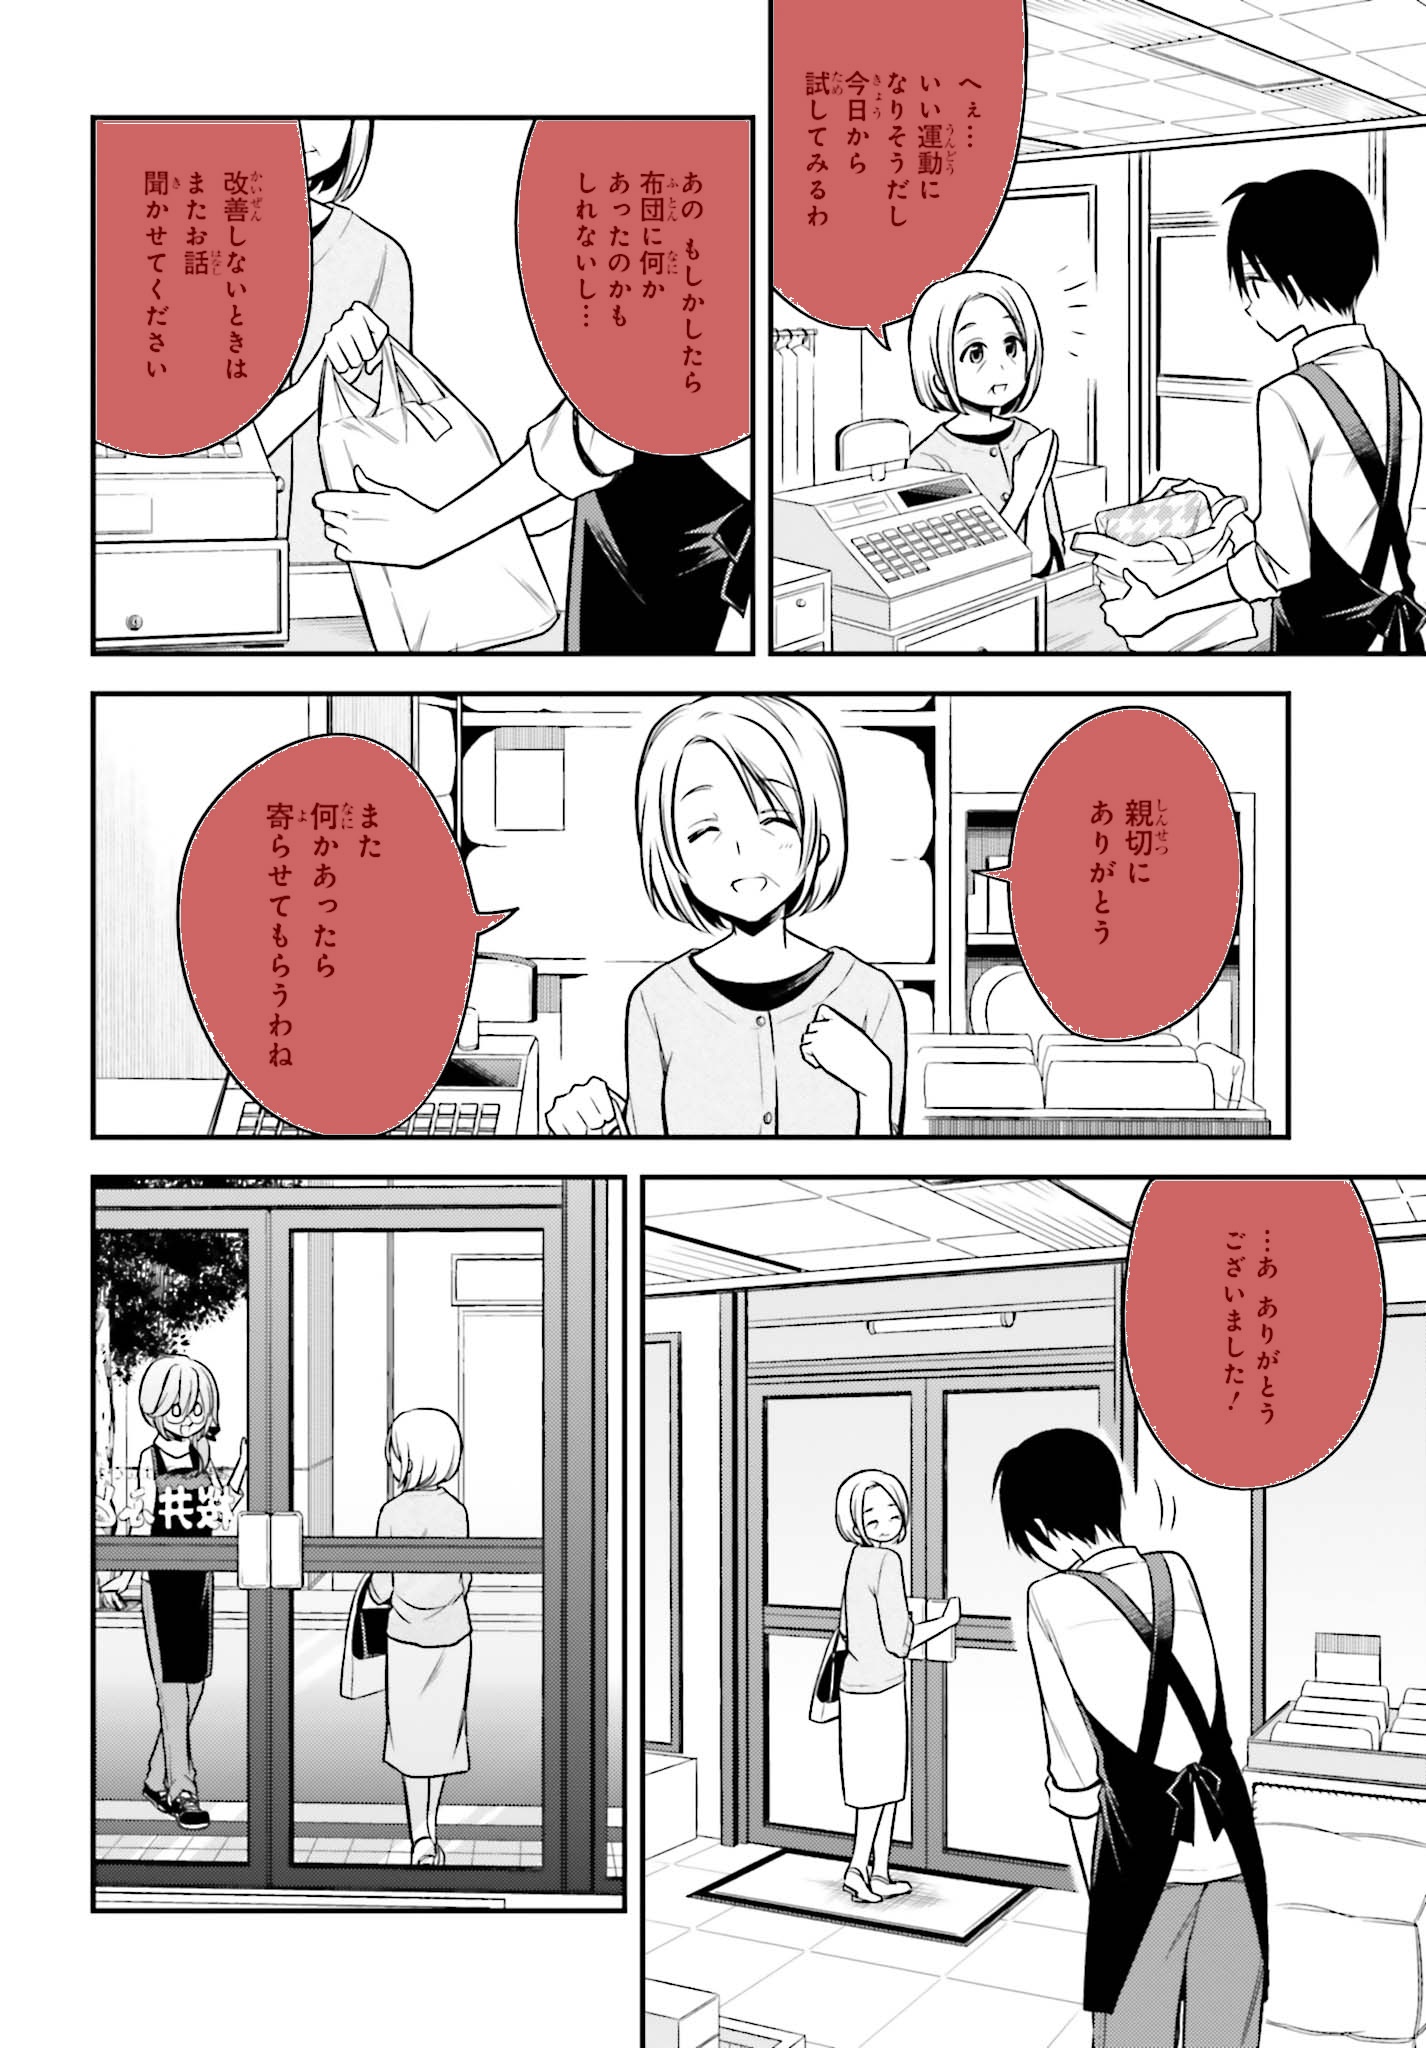 へぇ…
いい運動に
なりそうだし
今日から
試してみるわ
あの もしかしたら
布団に何か
あったのかも
しれないし…
改善しないときは
またお話
聞かせてください
親切に
ありがとう
また
何かあったら
寄らせてもらうわね
…あ ありがとう
ございました!